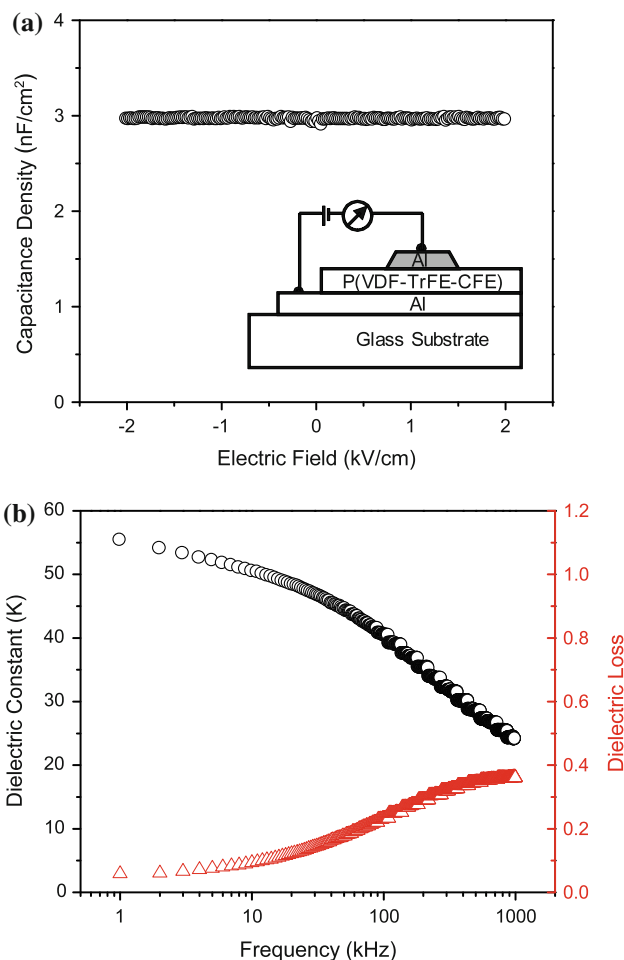 (a)
4
3
2
1
0
Capacitance Density (nF/cm²)
Al
P(VDF-TrFE-CFE)
Al
Glass Substrate
-2 -1 0 1 2
Electric Field (kV/cm)
(b)
60 1.2
50 1.0
40 0.8
30 0.6
20 0.4
10 0.2
0 0.0
Dielectric Constant (K)
Dielectric Loss
1 10 100 1000
Frequency (kHz)